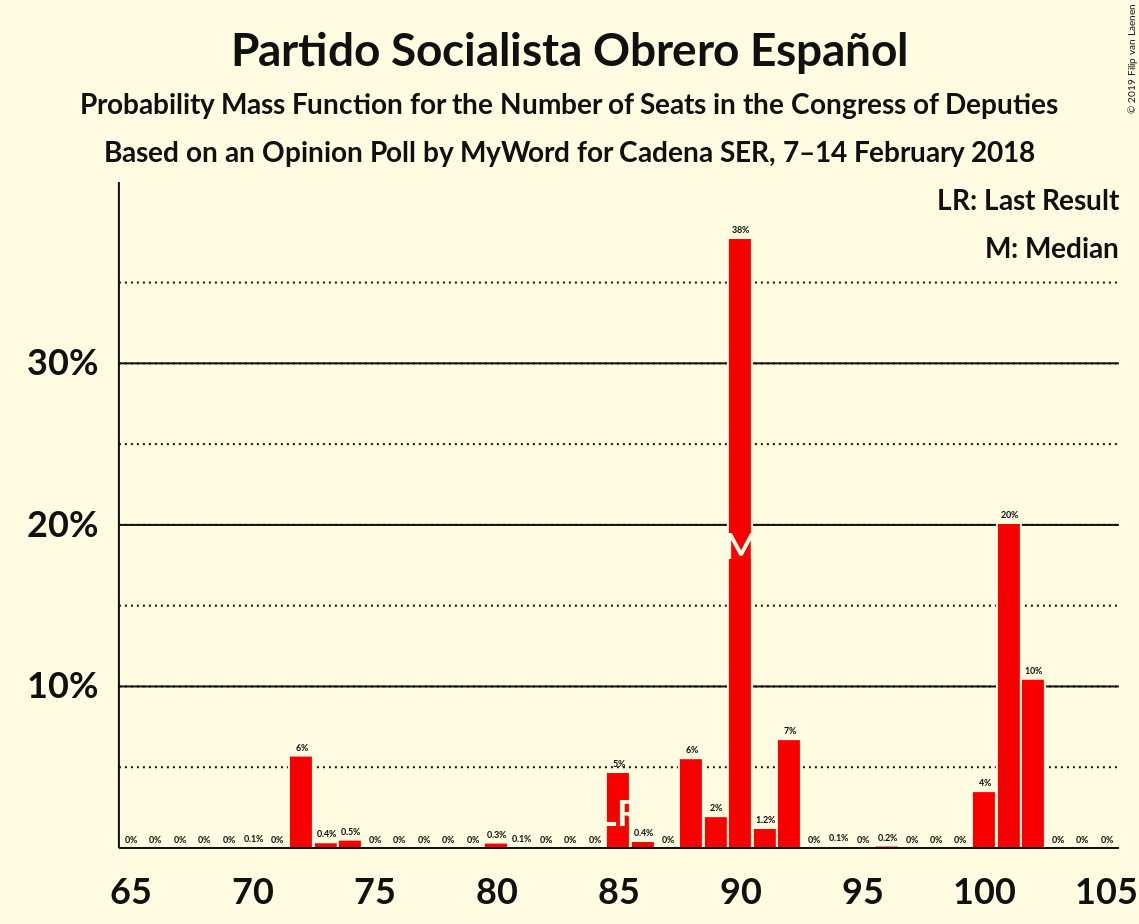 Partido Socialista Obrero Español
Probability Mass Function for the Number of Seats in the Congress of Deputies
Based on an Opinion Poll by MyWord for Cadena SER, 7–14 February 2018
© 2019 Filip van Laenen
LR: Last Result
M: Median
30%
20%
10%
0% 0% 0% 0% 0% 0.1% 0% 6% 0.4% 0.5% 0% 0% 0% 0% 0% 0.3% 0.1% 0% 0% 0% 5% 0.4% 0% 6% 2% 38% 1.2% 7% 0% 0.1% 0% 0.2% 0% 0% 0% 4% 20% 10% 0% 0% 0%
LR
M
65 70 75 80 85 90 95 100 105